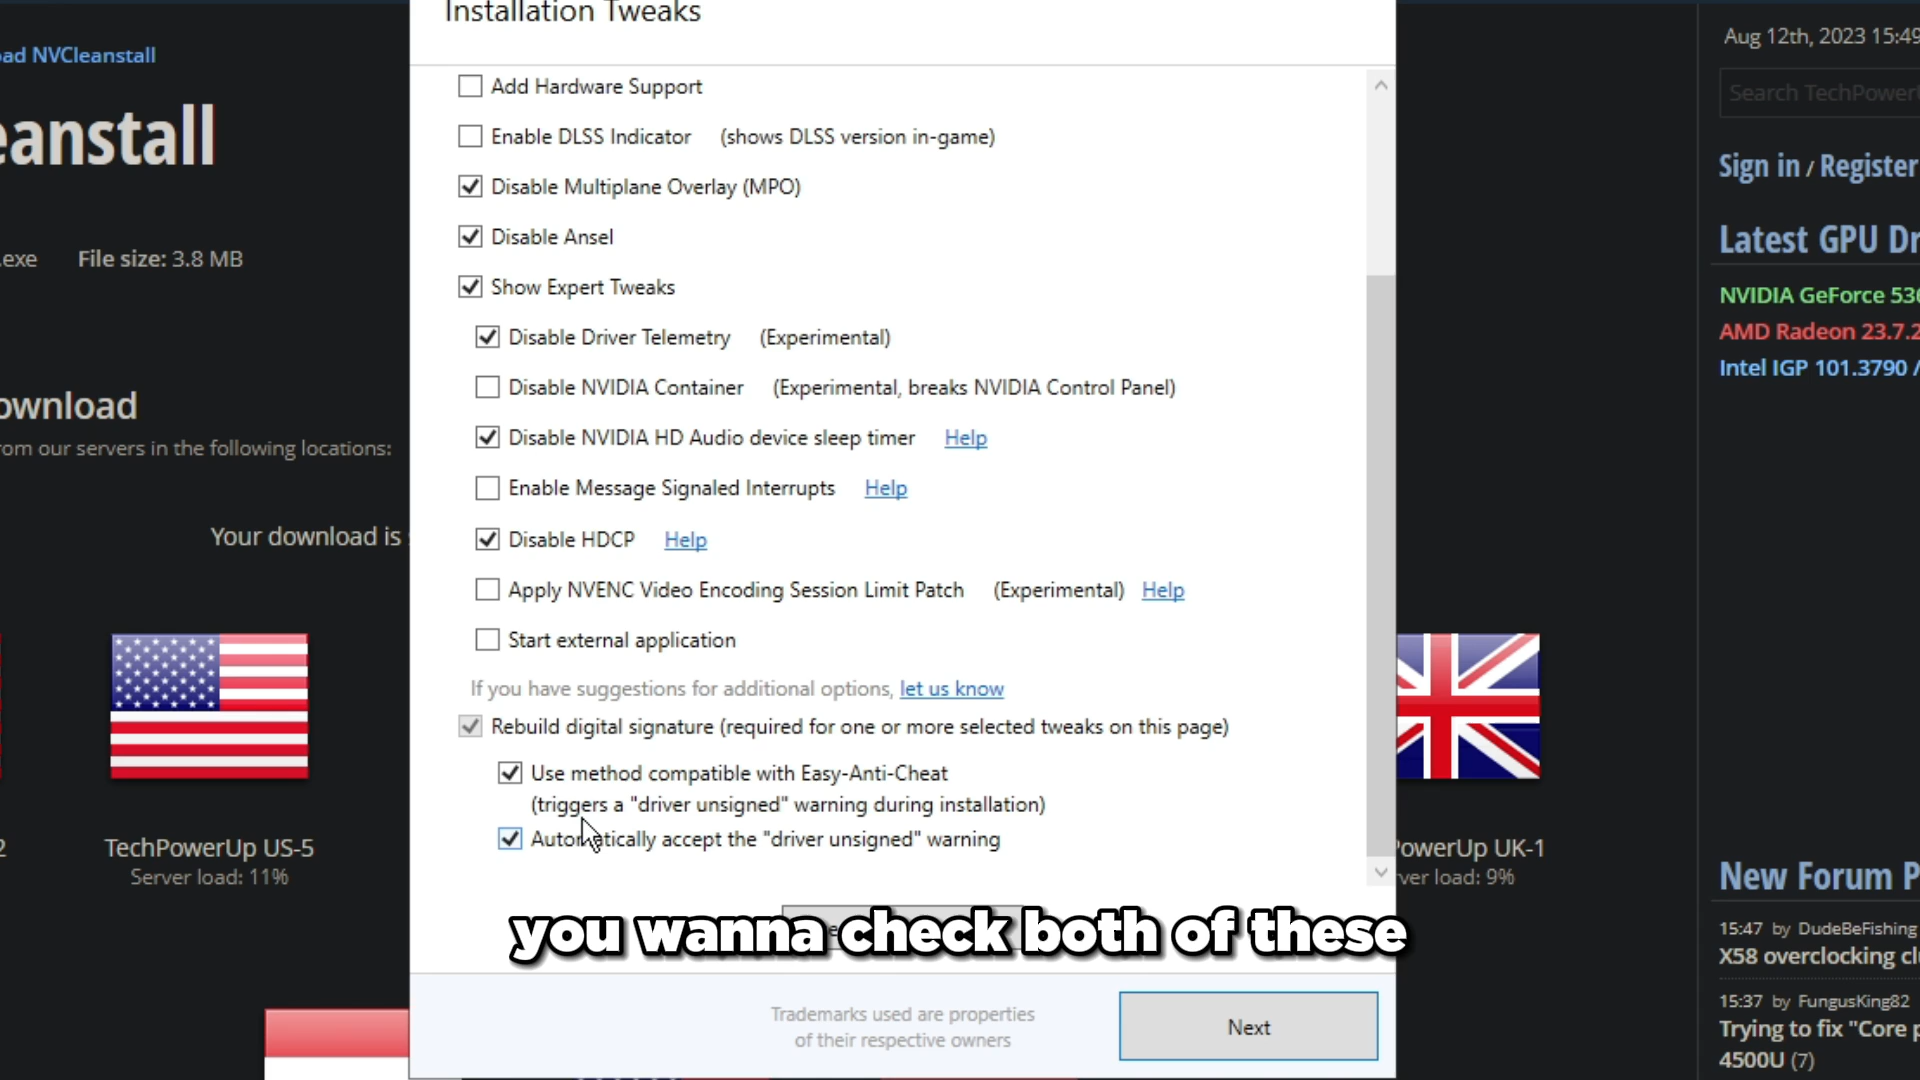 Installation Tweaks
ad NVCleanstall
eanstall
.exe File size: 3.8 MB
ownload
rom our servers in the following locations:
Your download is
TechPowerUp US-5
Server load: 11%
2
Add Hardware Support
Enable DLSS Indicator (shows DLSS version in-game)
Disable Multiplane Overlay (MPO)
Disable Ansel
Show Expert Tweaks
Disable Driver Telemetry (Experimental)
Disable NVIDIA Container (Experimental, breaks NVIDIA Control Panel)
Disable NVIDIA HD Audio device sleep timer Help
Enable Message Signaled Interrupts Help
Disable HDCP Help
Apply NVENC Video Encoding Session Limit Patch (Experimental) Help
Start external application
If you have suggestions for additional options, let us know
Rebuild digital signature (required for one or more selected tweaks on this page)
Use method compatible with Easy-Anti-Cheat
(triggers a "driver unsigned" warning during installation)
Automatically accept the "driver unsigned" warning
you wanna check both of these
Trademarks used are properties
of their respective owners
Next
PowerUp UK-1
ver load: 9%
Aug 12th, 2023 15:49
Search TechPowerU
Sign in / Register
Latest GPU Dr
NVIDIA GeForce 536
AMD Radeon 23.7.2
Intel IGP 101.3790 /
New Forum P
15:47 by DudeBeFishing
X58 overclocking cl
15:37 by FungusKing82
Trying to fix "Core p
4500U (7)